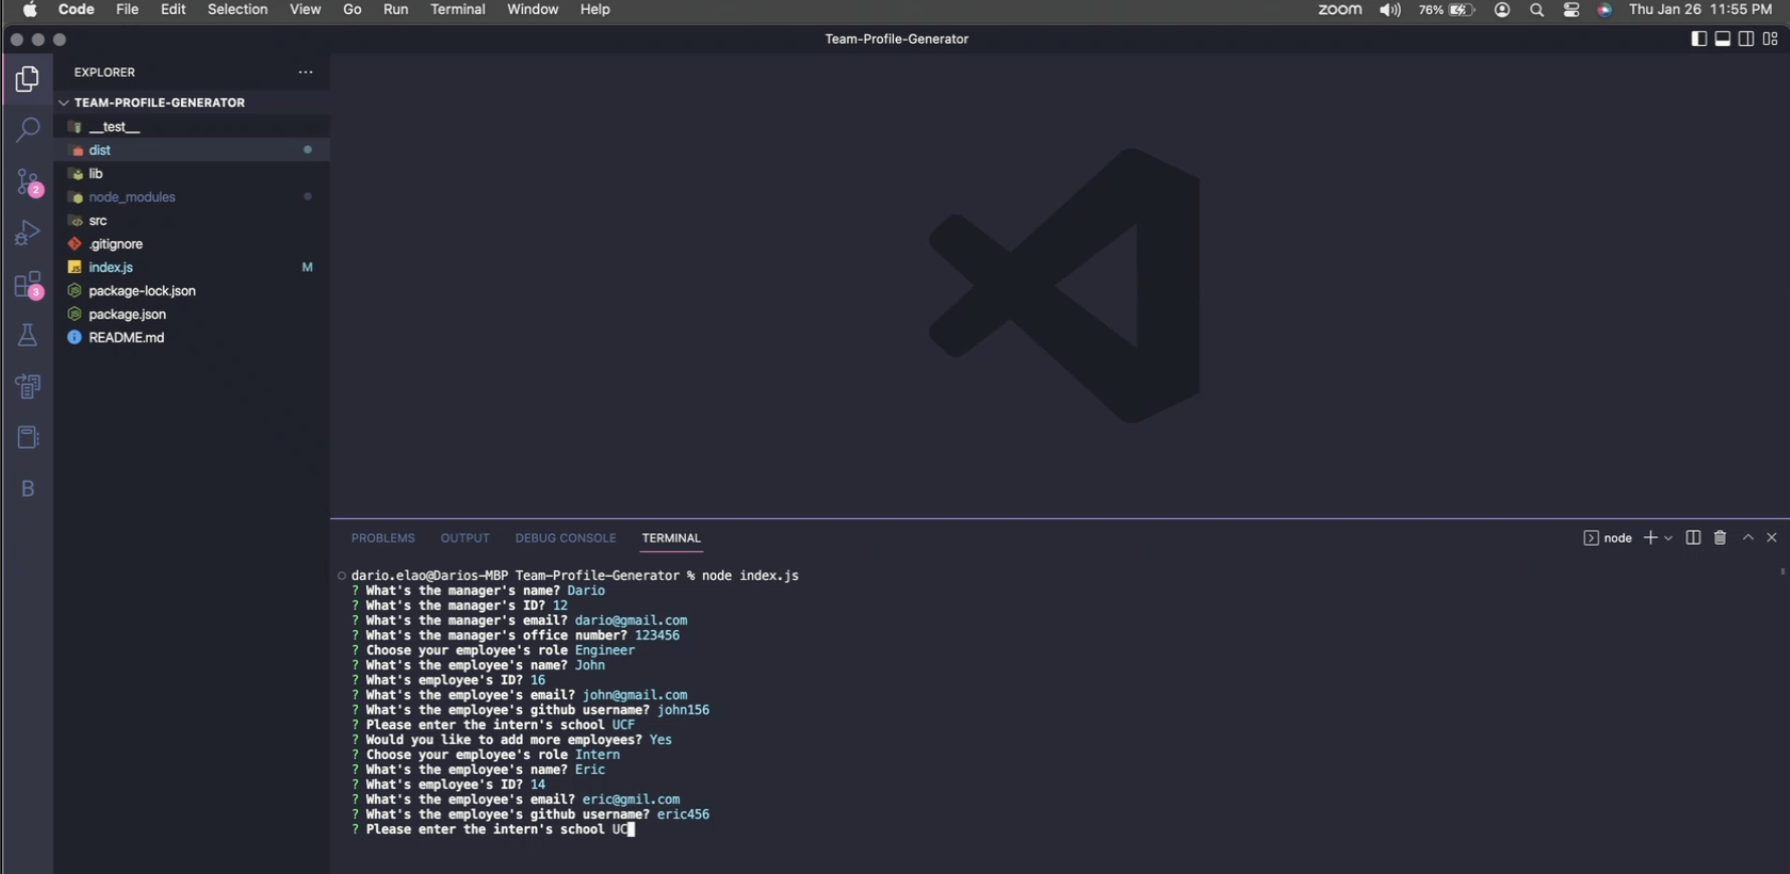 Code File Edit Selection View Go Run Terminal Window Help zoom 76% Thu Jan 26 11:55 PM
Team-Profile-Generator
EXPLORER
TEAM-PROFILE-GENERATOR
__test__
dist
lib
node_modules
src
.gitignore
index.js M
package-lock.json
package.json
README.md
2
3
B
PROBLEMS OUTPUT DEBUG CONSOLE TERMINAL node
dario.elao@Darios-MBP Team-Profile-Generator % node index.js
? What's the manager's name? Dario
? What's the manager's ID? 12
? What's the manager's email? dario@gmail.com
? What's the manager's office number? 123456
? Choose your employee's role Engineer
? What's the employee's name? John
? What's employee's ID? 16
? What's the employee's email? john@gmail.com
? What's the employee's github username? john156
? Please enter the intern's school UCF
? Would you like to add more employees? Yes
? Choose your employee's role Intern
? What's the employee's name? Eric
? What's employee's ID? 14
? What's the employee's email? eric@gmil.com
? What's the employee's github username? eric456
? Please enter the intern's school UC